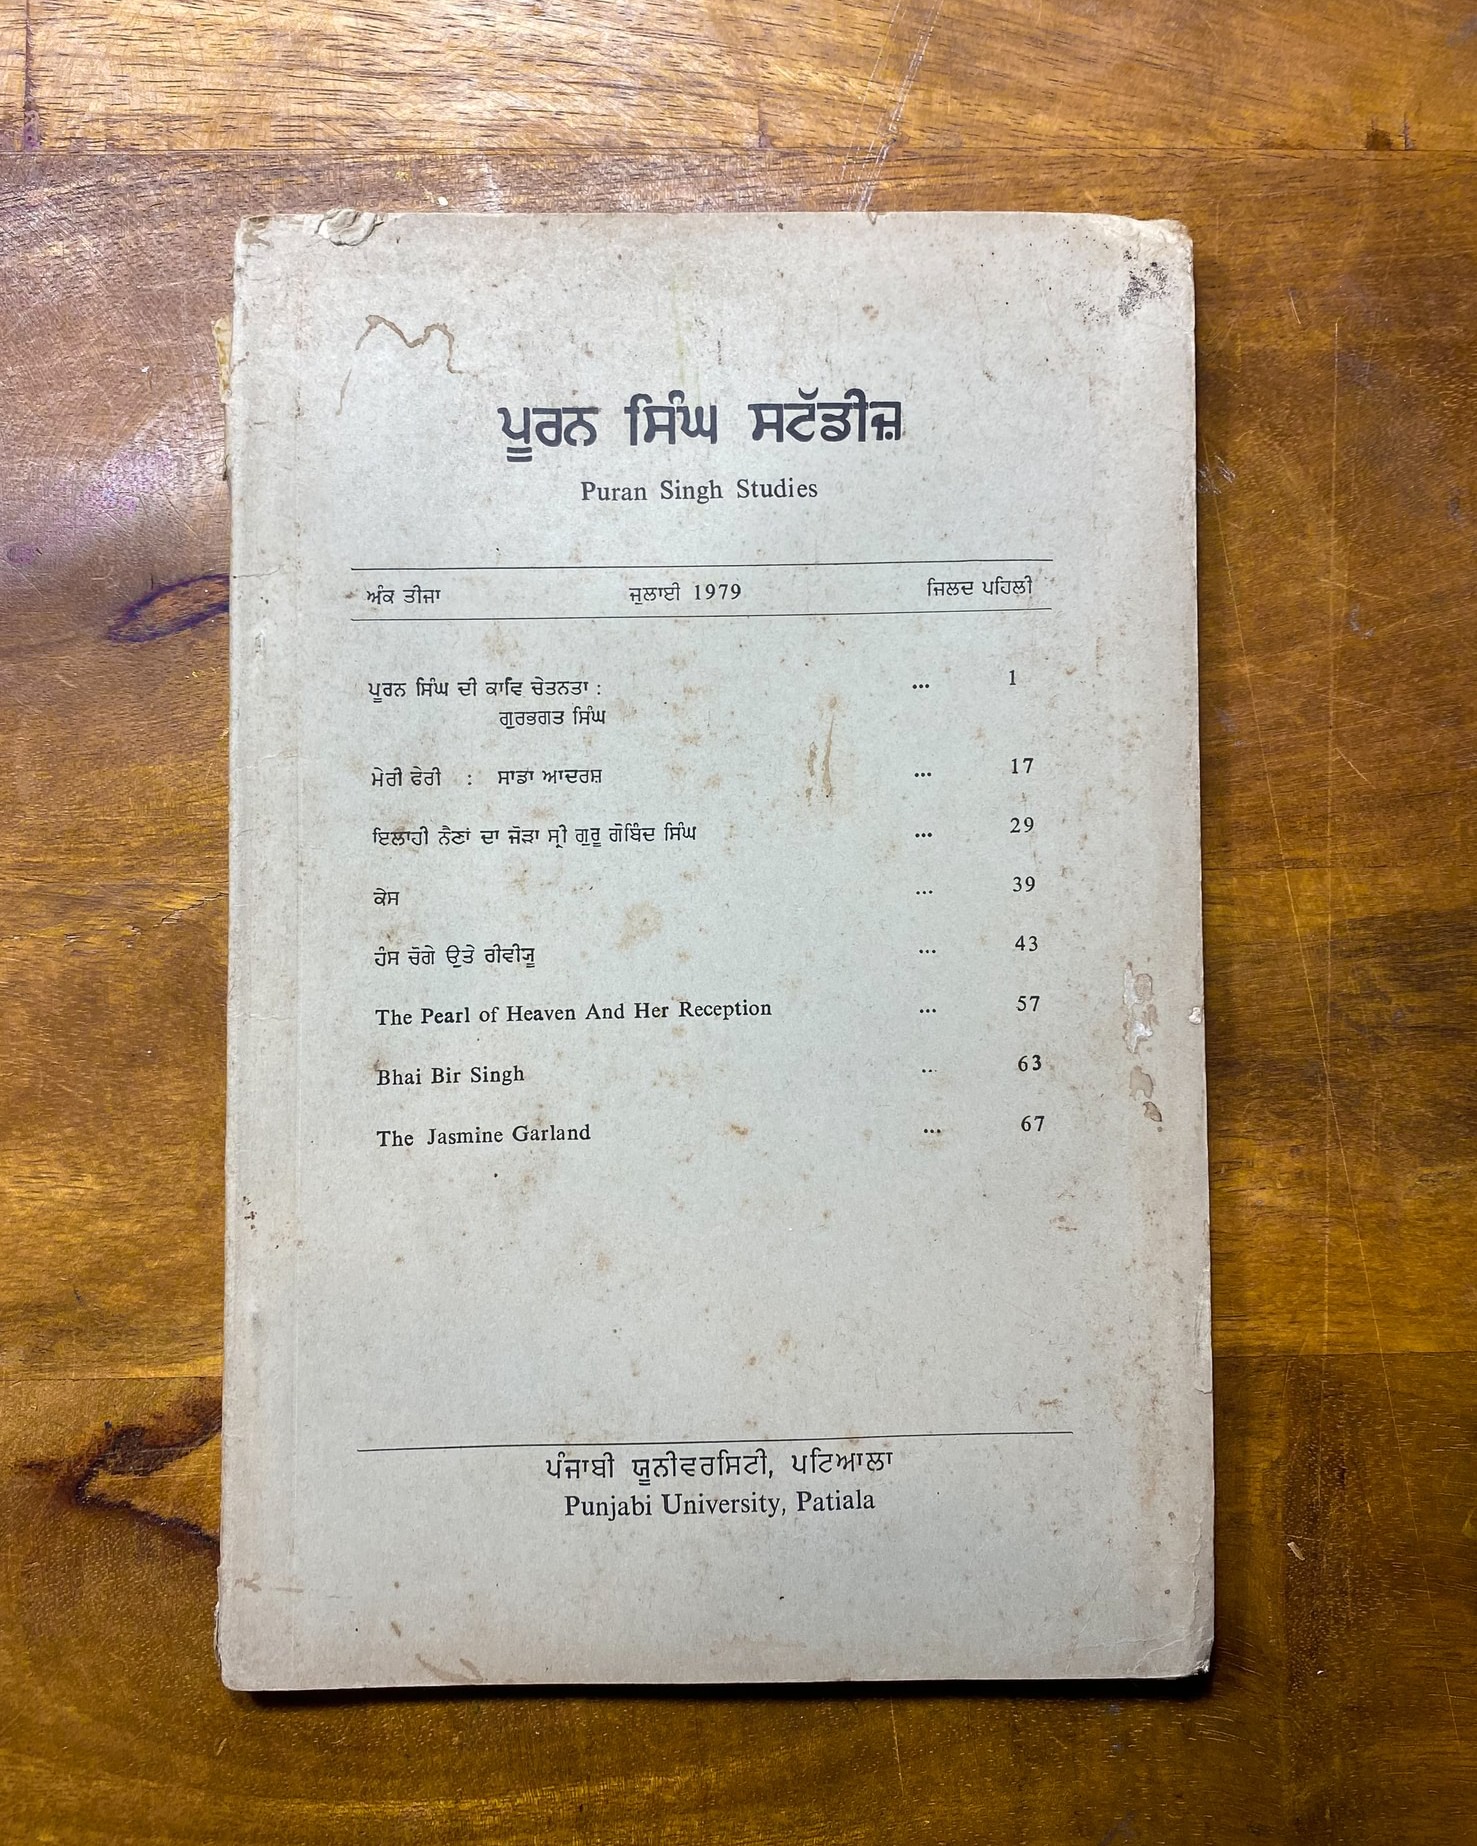 ਪੂਰਨ ਸਿੰਘ ਸਟੱਡੀਜ਼
Puran Singh Studies
ਅੰਕ ਤੀਜਾ ਜੁਲਾਈ 1979 ਜਿਲਦ ਪਹਿਲੀ
ਪੂਰਨ ਸਿੰਘ ਦੀ ਕਾਵਿ ਚੇਤਨਤਾ : ... 1
ਗੁਰਭਗਤ ਸਿੰਘ
ਮੇਰੀ ਫੇਰੀ : ਸਾਡਾ ਆਦਰਸ਼ ... 17
ਇਲਾਹੀ ਨੈਣਾਂ ਦਾ ਜੋੜਾ ਸ੍ਰੀ ਗੁਰੂ ਗੋਬਿੰਦ ਸਿੰਘ ... 29
ਕੇਸ ... 39
ਹੰਸ ਚੋਗੇ ਉਤੇ ਰੀਵੀਯੂ ... 43
The Pearl of Heaven And Her Reception ... 57
Bhai Bir Singh ... 63
The Jasmine Garland ... 67
ਪੰਜਾਬੀ ਯੂਨੀਵਰਸਿਟੀ, ਪਟਿਆਲਾ
Punjabi University, Patiala